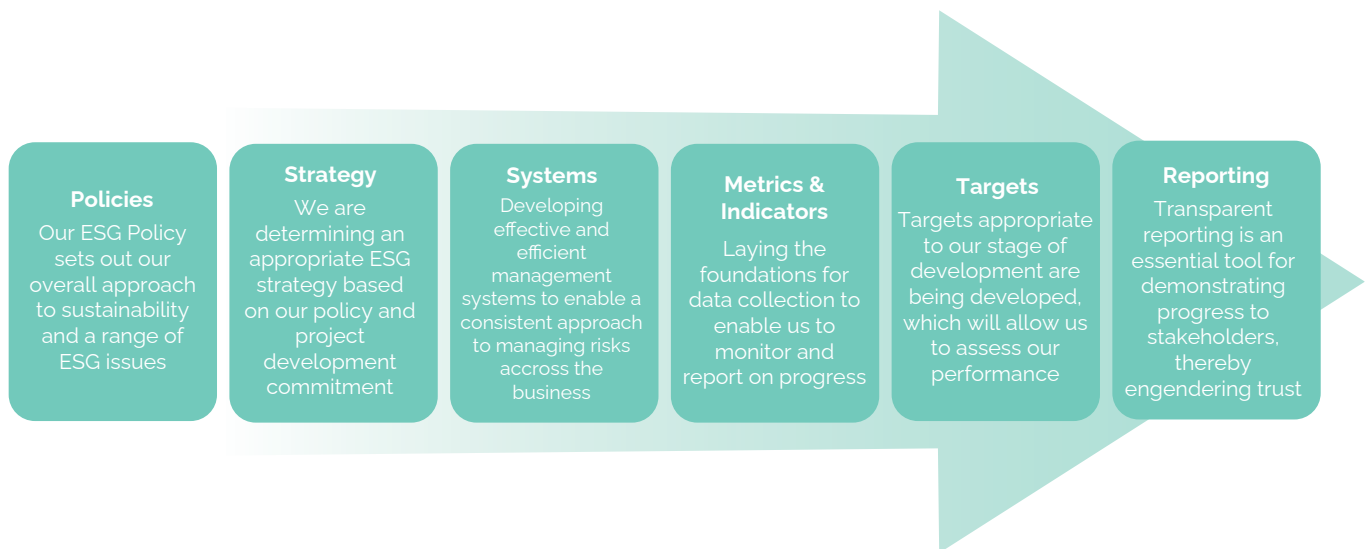 Policies
Our ESG Policy
sets out our
overall approach
to sustainability
and a range of
ESG issues
Strategy
We are
determining an
appropriate ESG
strategy based
on our policy and
project
development
commitment
Systems
Developing
effective and
efficient
management
systems to enable a
consistent approach
to managing risks
accross the
business
Metrics &
Indicators
Laying the
foundations for
data collection to
enable us to
monitor and
report on progress
Targets
Targets appropriate
to our stage of
development are
being developed,
which will allow us
to assess our
performance
Reporting
Transparent
reporting is an
essential tool for
demonstrating
progress to
stakeholders,
thereby
engendering trust